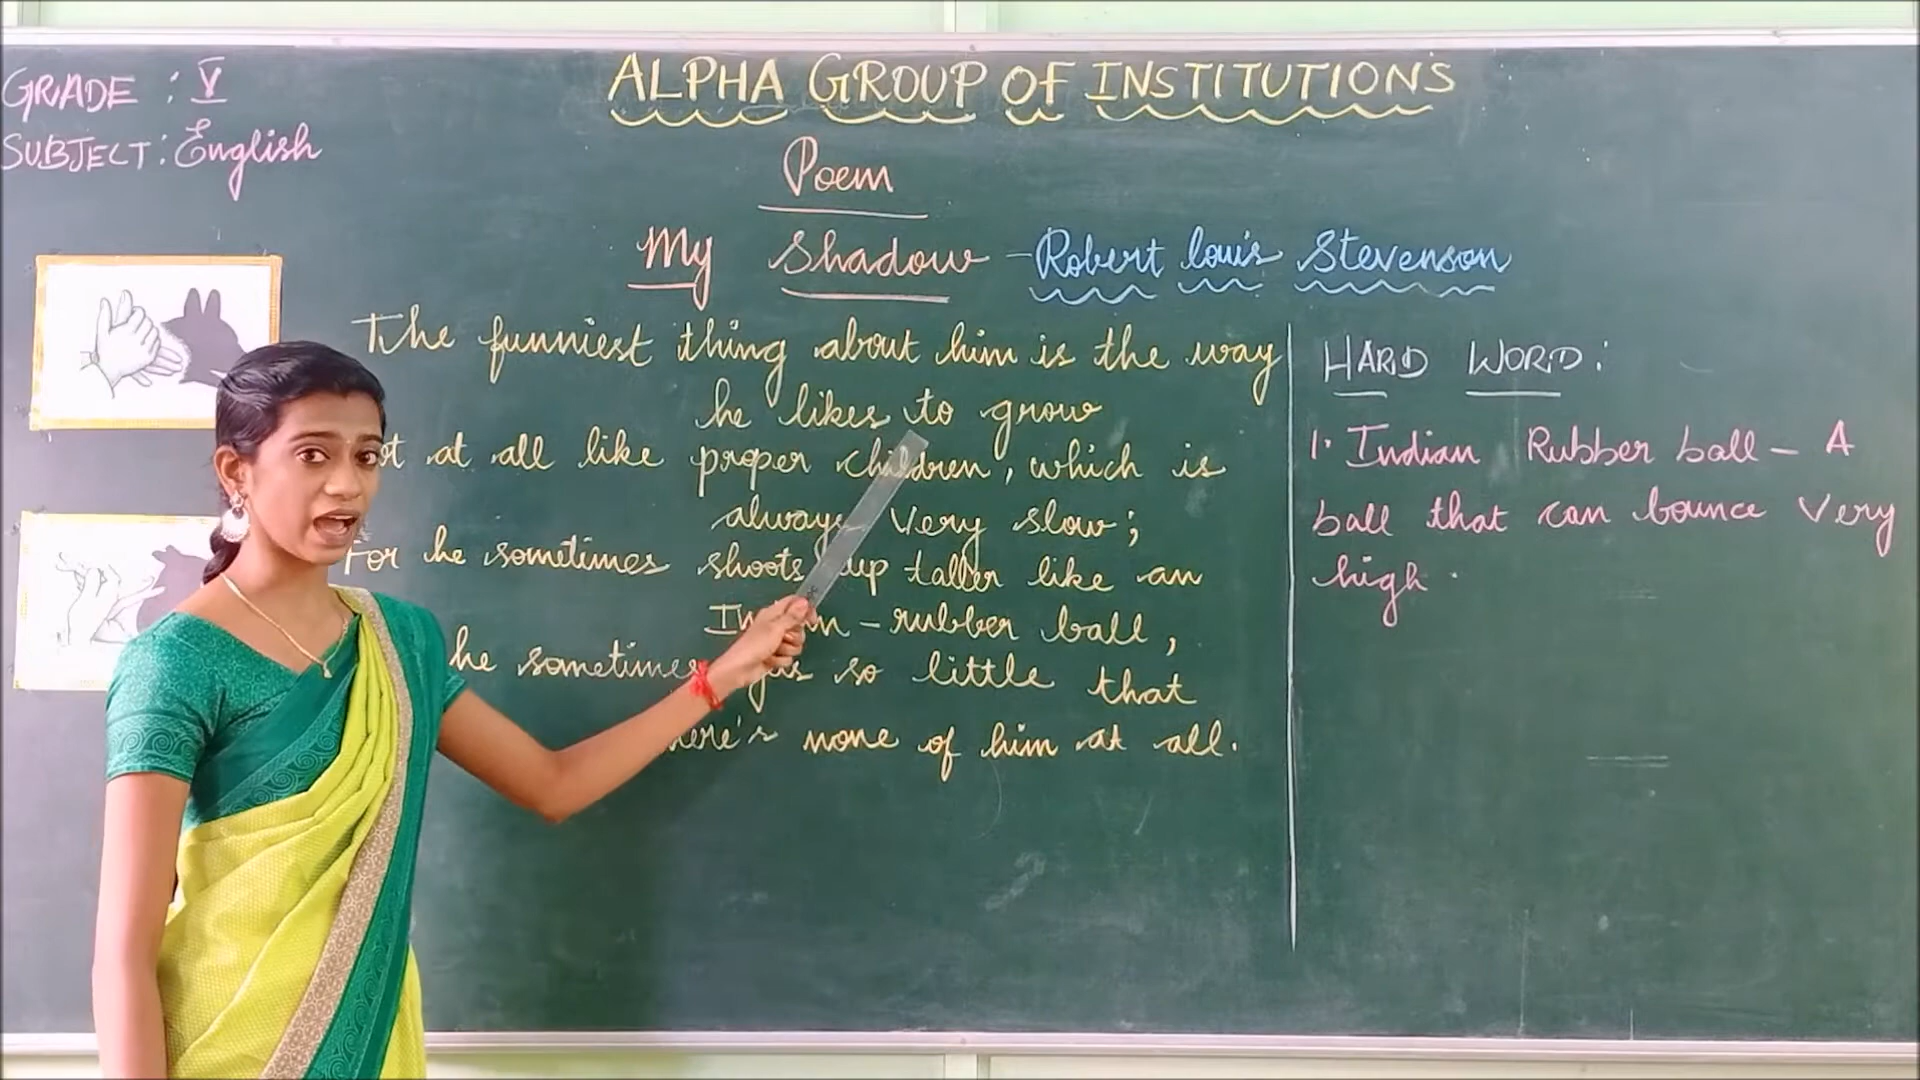 GRADE : V
SUBJECT : English
ALPHA GROUP OF INSTITUTIONS
Poem
My Shadow - Robert louis Stevenson
The funniest thing about him is the way
he likes to grow
at all like proper children, which is
always very slow;
For he sometimes shoots up taller like an
- rubber ball,
he sometimes so little that
none of him at all.
HARD WORD :
1. Indian Rubber ball - A
ball that can bounce very
high.